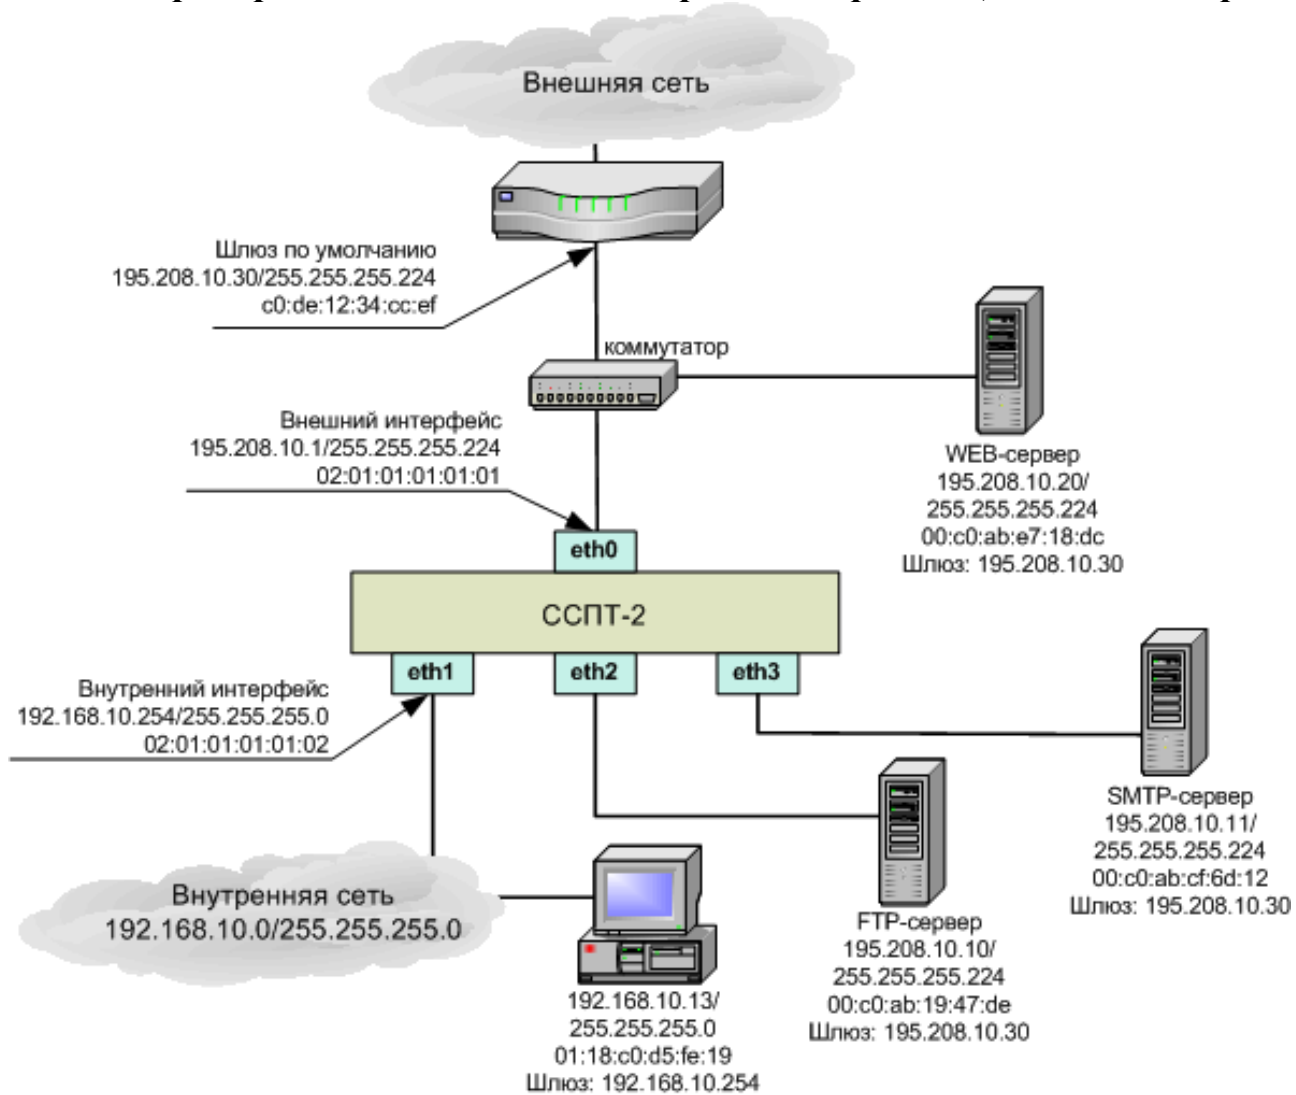 Внешняя сеть
Шлюз по умолчанию
195.208.10.30/255.255.255.224
c0:de:12:34:cc:ef
коммутатор
Внешний интерфейс
195.208.10.1/255.255.255.224
02:01:01:01:01:01
WEB-сервер
195.208.10.20/
255.255.255.224
00:c0:ab:e7:18:dc
Шлюз: 195.208.10.30
eth0
ССПТ-2
eth1
eth2
eth3
Внутренний интерфейс
192.168.10.254/255.255.255.0
02:01:01:01:01:02
SMTP-сервер
195.208.10.11/
255.255.255.224
00:c0:ab:cf:6d:12
Шлюз: 195.208.10.30
Внутренняя сеть
192.168.10.0/255.255.255.0
FTP-сервер
195.208.10.10/
255.255.255.224
00:c0:ab:19:47:de
Шлюз: 195.208.10.30
192.168.10.13/
255.255.255.0
01:18:c0:d5:fe:19
Шлюз: 192.168.10.254